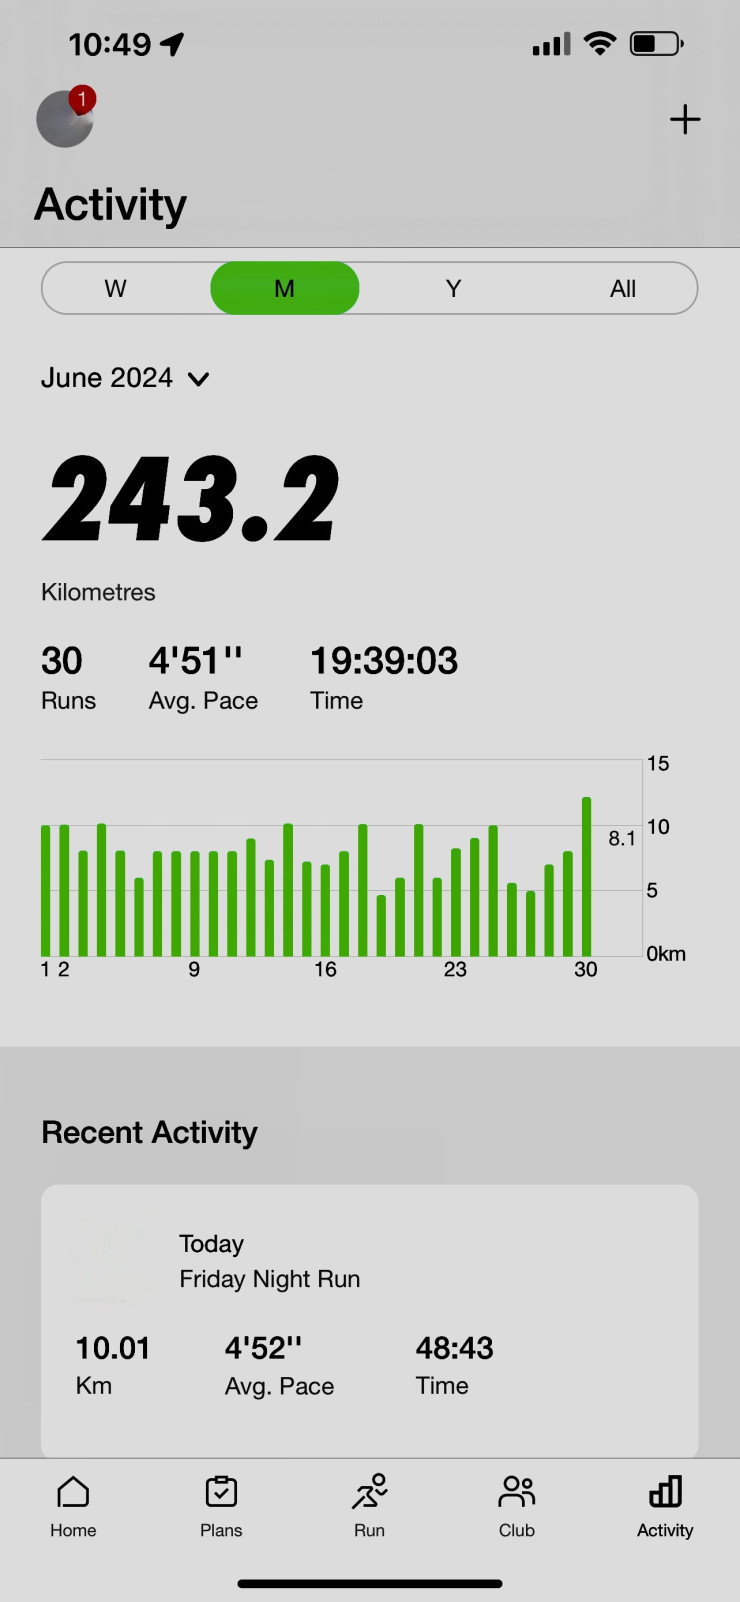 10:49
1
Activity
W M Y All
June 2024
243.2
Kilometres
30 4'51'' 19:39:03
Runs Avg. Pace Time
15
10
8.1
5
0km
1 2 9 16 23 30
Recent Activity
Today
Friday Night Run
10.01 4'52'' 48:43
Km Avg. Pace Time
Home Plans Run Club Activity